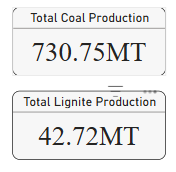 Total Coal Production
730.75MT
Total Lignite Production
42.72MT